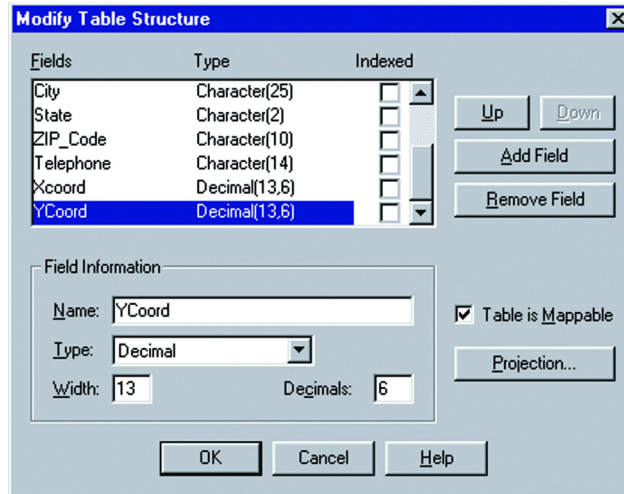 Modify Table Structure
Fields Type Indexed
City Character(25)
State Character(2)
ZIP_Code Character(10)
Telephone Character(14)
Xcoord Decimal(13,6)
YCoord Decimal(13,6)
Up Down
Add Field
Remove Field
Field Information
Name: YCoord
Type: Decimal
Width: 13 Decimals: 6
Table is Mappable
Projection...
OK Cancel Help